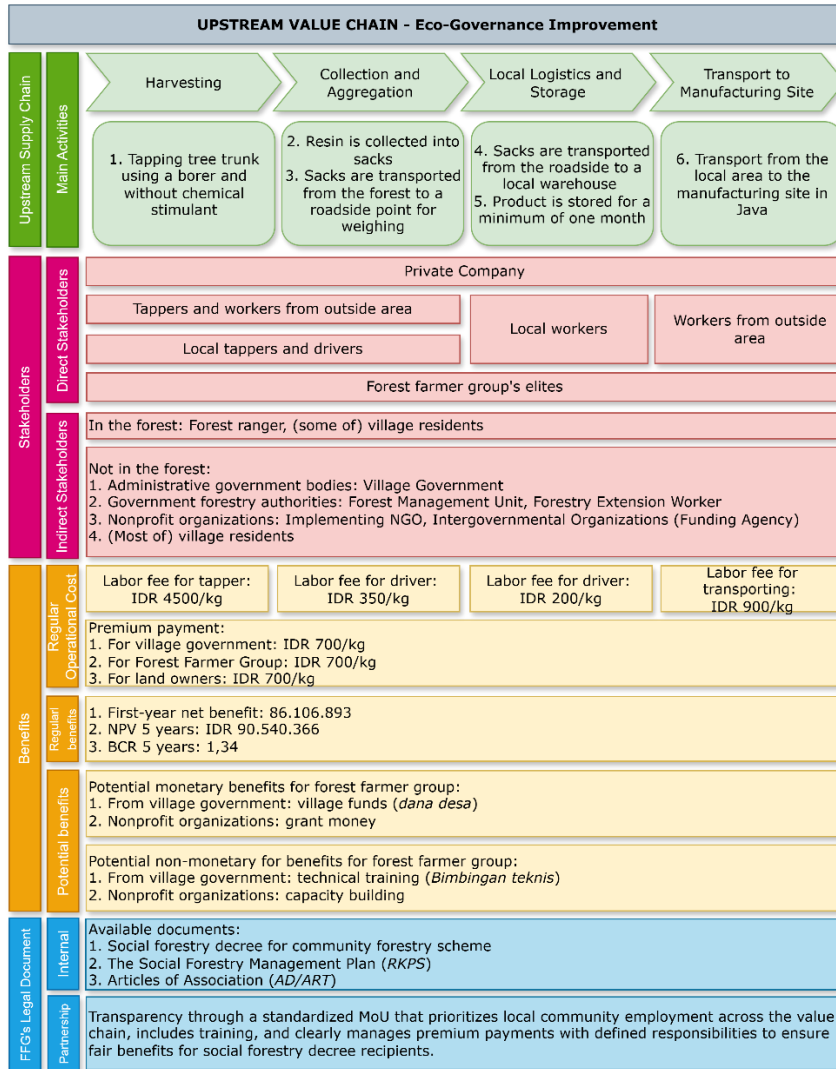 UPSTREAM VALUE CHAIN - Eco-Governance Improvement
Upstream Supply Chain
Main Activities
Harvesting
Collection and
Aggregation
Local Logistics and
Storage
Transport to
Manufacturing Site
1. Tapping tree trunk
using a borer and
without chemical
stimulant
2. Resin is collected into
sacks
3. Sacks are transported
from the forest to a
roadside point for
weighing
4. Sacks are transported
from the roadside to a
local warehouse
5. Product is stored for a
minimum of one month
6. Transport from the
local area to the
manufacturing site in
Java
Stakeholders
Direct Stakeholders
Private Company
Tappers and workers from outside area
Local tappers and drivers
Local workers
Workers from outside
area
Forest farmer group's elites
Indirect Stakeholders
In the forest: Forest ranger, (some of) village residents
Not in the forest:
1. Administrative government bodies: Village Government
2. Government forestry authorities: Forest Management Unit, Forestry Extension Worker
3. Nonprofit organizations: Implementing NGO, Intergovernmental Organizations (Funding Agency)
4. (Most of) village residents
Benefits
Regular
Operational Cost
Labor fee for tapper:
IDR 4500/kg
Labor fee for driver:
IDR 350/kg
Labor fee for driver:
IDR 200/kg
Labor fee for
transporting:
IDR 900/kg
Premium payment:
1. For village government: IDR 700/kg
2. For Forest Farmer Group: IDR 700/kg
3. For land owners: IDR 700/kg
Regularl
benefits
1. First-year net benefit: 86.106.893
2. NPV 5 years: IDR 90.540.366
3. BCR 5 years: 1,34
Potential benefits
Potential monetary benefits for forest farmer group:
1. From village government: village funds (dana desa)
2. Nonprofit organizations: grant money
Potential non-monetary for benefits for forest farmer group:
1. From village government: technical training (Bimbingan teknis)
2. Nonprofit organizations: capacity building
FFG's Legal Document
Internal
Available documents:
1. Social forestry decree for community forestry scheme
2. The Social Forestry Management Plan (RKPS)
3. Articles of Association (AD/ART)
Partnership
Transparency through a standardized MoU that prioritizes local community employment across the value
chain, includes training, and clearly manages premium payments with defined responsibilities to ensure
fair benefits for social forestry decree recipients.